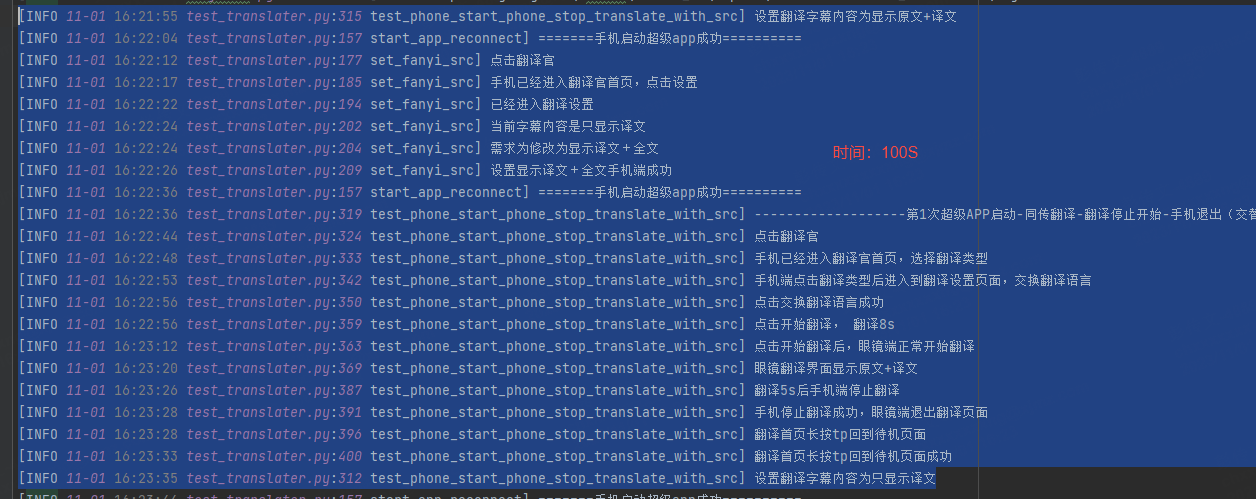 [INFO 11-01 16:21:55 test_translater.py:315 test_phone_start_phone_stop_translate_with_src] 设置翻译字幕内容为显示原文+译文
[INFO 11-01 16:22:04 test_translater.py:157 start_app_reconnect] =======手机启动超级app成功==========
[INFO 11-01 16:22:12 test_translater.py:177 set_fanyi_src] 点击翻译官
[INFO 11-01 16:22:17 test_translater.py:185 set_fanyi_src] 手机已经进入翻译官首页，点击设置
[INFO 11-01 16:22:22 test_translater.py:194 set_fanyi_src] 已经进入翻译设置
[INFO 11-01 16:22:24 test_translater.py:202 set_fanyi_src] 当前字幕内容是只显示译文
[INFO 11-01 16:22:24 test_translater.py:204 set_fanyi_src] 需求为修改为显示译文＋全文
时间：100S
[INFO 11-01 16:22:26 test_translater.py:209 set_fanyi_src] 设置显示译文＋全文手机端成功
[INFO 11-01 16:22:36 test_translater.py:157 start_app_reconnect] =======手机启动超级app成功==========
[INFO 11-01 16:22:36 test_translater.py:319 test_phone_start_phone_stop_translate_with_src] -------------------第1次超级APP启动-同传翻译-翻译停止开始-手机退出（交替
[INFO 11-01 16:22:44 test_translater.py:324 test_phone_start_phone_stop_translate_with_src] 点击翻译官
[INFO 11-01 16:22:48 test_translater.py:333 test_phone_start_phone_stop_translate_with_src] 手机已经进入翻译官首页，选择翻译类型
[INFO 11-01 16:22:53 test_translater.py:342 test_phone_start_phone_stop_translate_with_src] 手机端点击翻译类型后进入到翻译设置页面，交换翻译语言
[INFO 11-01 16:22:56 test_translater.py:350 test_phone_start_phone_stop_translate_with_src] 点击交换翻译语言成功
[INFO 11-01 16:22:56 test_translater.py:359 test_phone_start_phone_stop_translate_with_src] 点击开始翻译， 翻译8s
[INFO 11-01 16:23:12 test_translater.py:363 test_phone_start_phone_stop_translate_with_src] 点击开始翻译后，眼镜端正常开始翻译
[INFO 11-01 16:23:20 test_translater.py:369 test_phone_start_phone_stop_translate_with_src] 眼镜翻译界面显示原文+译文
[INFO 11-01 16:23:26 test_translater.py:387 test_phone_start_phone_stop_translate_with_src] 翻译5s后手机端停止翻译
[INFO 11-01 16:23:28 test_translater.py:391 test_phone_start_phone_stop_translate_with_src] 手机停止翻译成功，眼镜端退出翻译页面
[INFO 11-01 16:23:28 test_translater.py:396 test_phone_start_phone_stop_translate_with_src] 翻译首页长按tp回到待机页面
[INFO 11-01 16:23:33 test_translater.py:400 test_phone_start_phone_stop_translate_with_src] 翻译首页长按tp回到待机页面成功
[INFO 11-01 16:23:35 test_translater.py:312 test_phone_start_phone_stop_translate_with_src] 设置翻译字幕内容为只显示译文